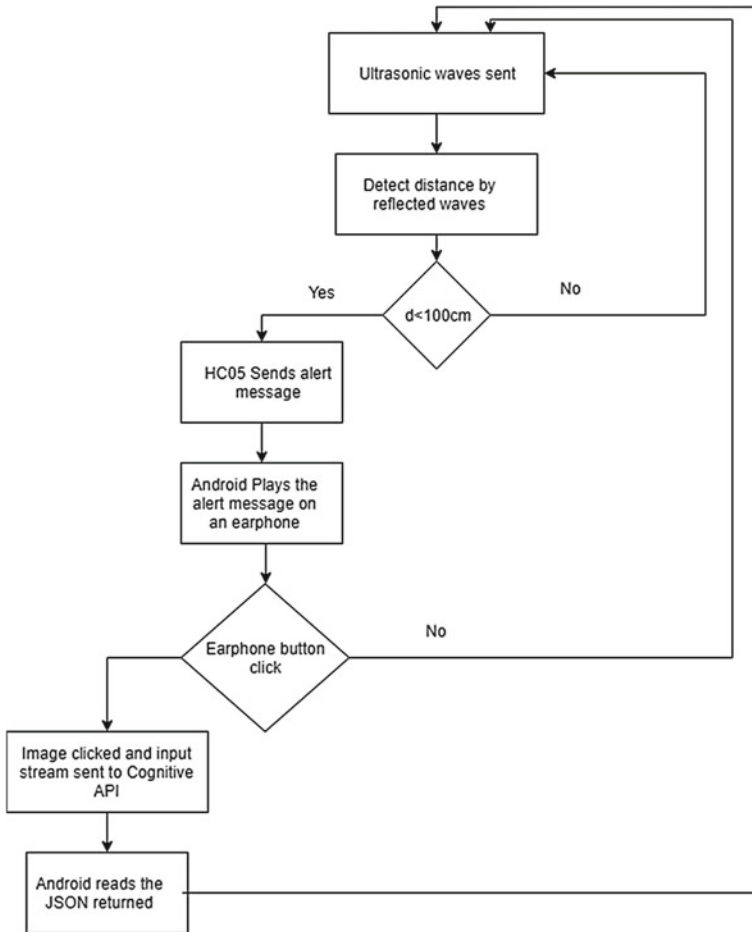 Ultrasonic waves sent
Detect distance by
reflected waves
Yes
No
d<100cm
HC05 Sends alert
message
Android Plays the
alert message on
an earphone
No
Earphone button
click
Image clicked and input
stream sent to Cognitive
API
Android reads the
JSON returned